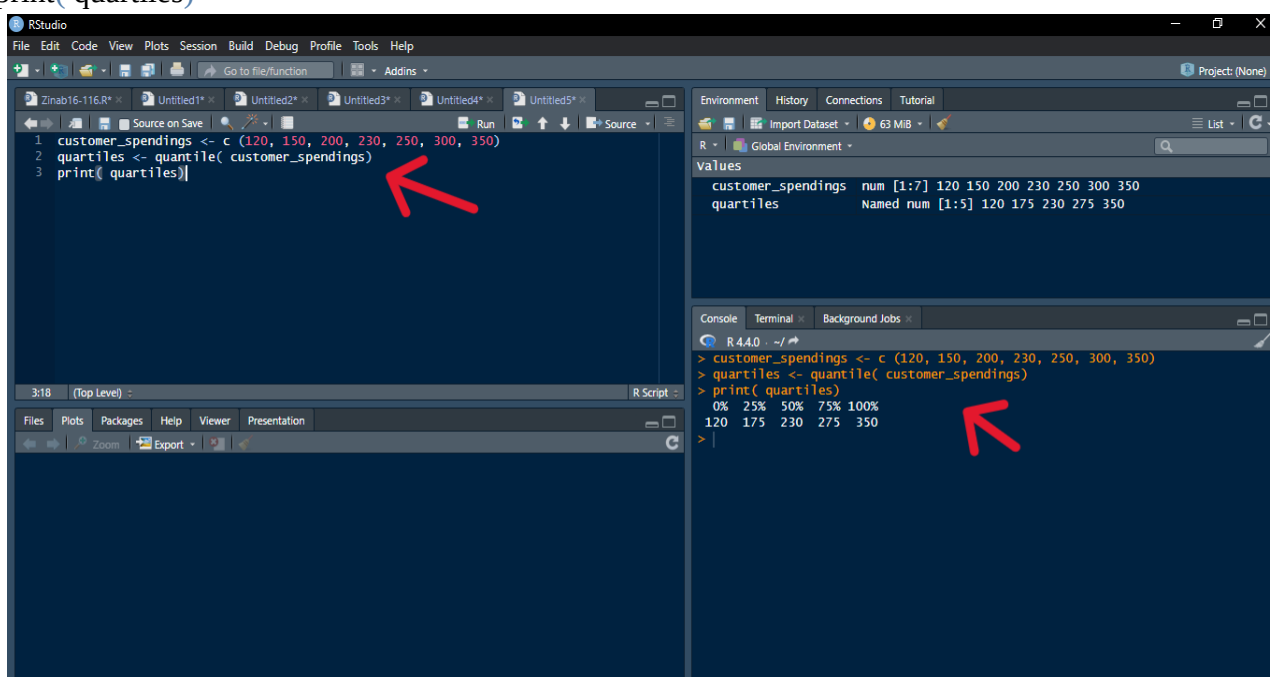 print( quartiles)
RStudio
File Edit Code View Plots Session Build Debug Profile Tools Help
Go to file/function Addins
Project: (None)
Zinab16-116.R* Untitled1* Untitled2* Untitled3* Untitled4* Untitled5*
Source on Save Run Source
1 customer_spendings <- c (120, 150, 200, 230, 250, 300, 350)
2 quartiles <- quantile( customer_spendings)
3 print( quartiles)
3:18 (Top Level) R Script
Files Plots Packages Help Viewer Presentation
Zoom Export
Environment History Connections Tutorial
Import Dataset 63 MiB List
R Global Environment
Values
customer_spendings num [1:7] 120 150 200 230 250 300 350
quartiles Named num [1:5] 120 175 230 275 350
Console Terminal Background Jobs
R 4.4.0 · ~/
> customer_spendings <- c (120, 150, 200, 230, 250, 300, 350)
> quartiles <- quantile( customer_spendings)
> print( quartiles)
0% 25% 50% 75% 100%
120 175 230 275 350
>